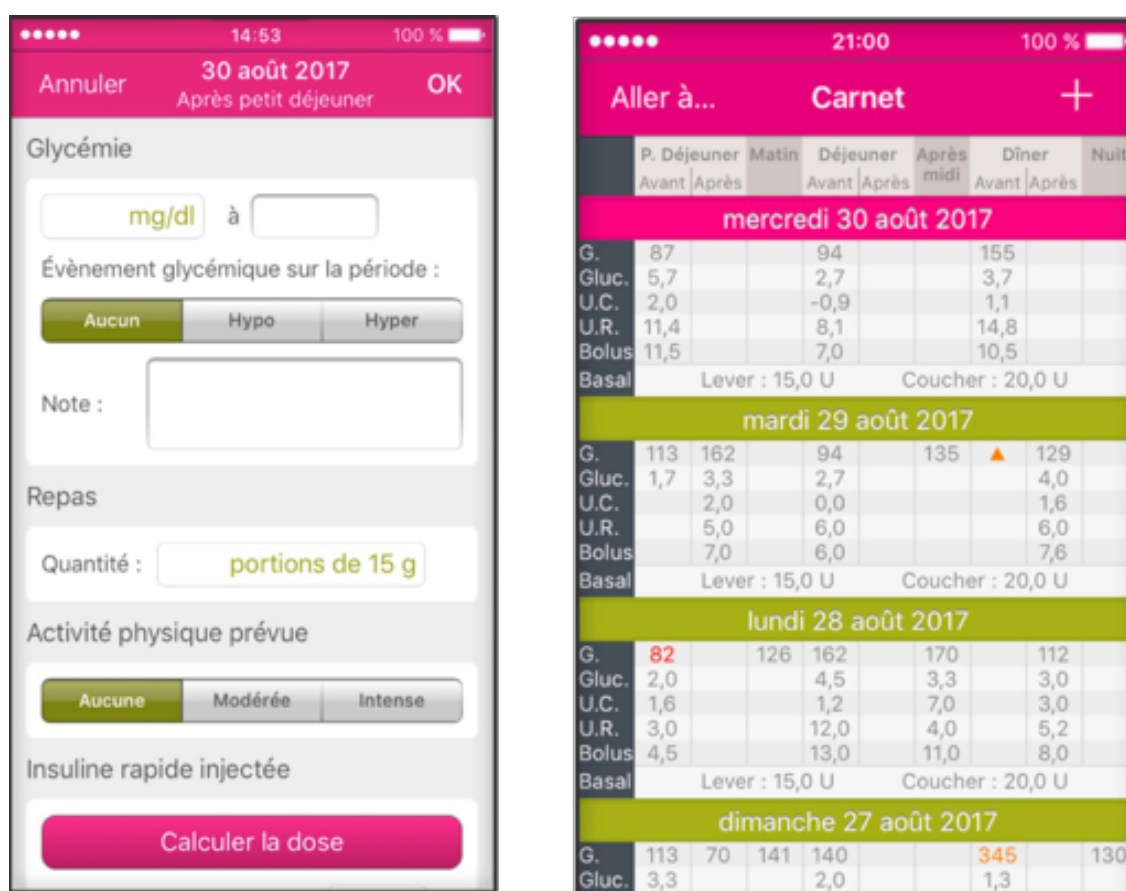 14:53 100 %
Annuler 30 août 2017 OK
Après petit déjeuner
Glycémie
mg/dl à
Évènement glycémique sur la période :
Aucun Hypo Hyper
Note :
Repas
Quantité : portions de 15 g
Activité physique prévue
Aucune Modérée Intense
Insuline rapide injectée
Calculer la dose
21:00 100 %
Aller à... Carnet +
P. Déjeuner Matin Déjeuner Après midi Dîner Nuit
Avant Après Avant Après Avant Après
mercredi 30 août 2017
G. 87 94 155
Gluc. 5,7 2,7 3,7
U.C. 2,0 -0,9 1,1
U.R. 11,4 8,1 14,8
Bolus 11,5 7,0 10,5
Basal Lever : 15,0 U Coucher : 20,0 U
mardi 29 août 2017
G. 113 162 94 135 129
Gluc. 1,7 3,3 2,7 4,0
U.C. 2,0 0,0 1,6
U.R. 5,0 6,0 6,0
Bolus 7,0 6,0 7,6
Basal Lever : 15,0 U Coucher : 20,0 U
lundi 28 août 2017
G. 82 126 162 170 112
Gluc. 2,0 4,5 3,3 3,0
U.C. 1,6 1,2 7,0 3,0
U.R. 3,0 12,0 4,0 5,2
Bolus 4,5 13,0 11,0 8,0
Basal Lever : 15,0 U Coucher : 20,0 U
dimanche 27 août 2017
G. 113 70 141 140 345 130
Gluc. 3,3 2,0 1,3